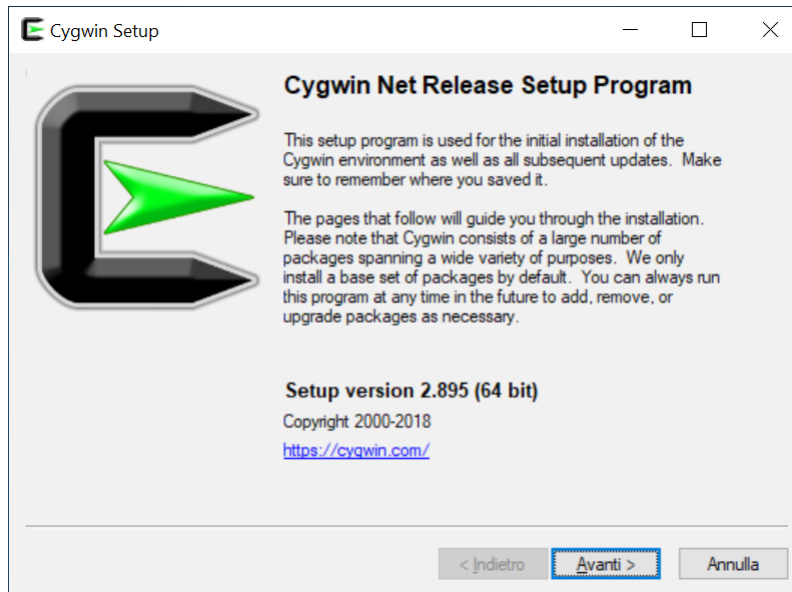 Cygwin Setup
Cygwin Net Release Setup Program
This setup program is used for the initial installation of the
Cygwin environment as well as all subsequent updates.  Make
sure to remember where you saved it.
The pages that follow will guide you through the installation.
Please note that Cygwin consists of a large number of
packages spanning a wide variety of purposes.  We only
install a base set of packages by default.  You can always run
this program at any time in the future to add, remove, or
upgrade packages as necessary.
Setup version 2.895 (64 bit)
Copyright 2000-2018
https://cygwin.com/
< Indietro
Avanti >
Annulla